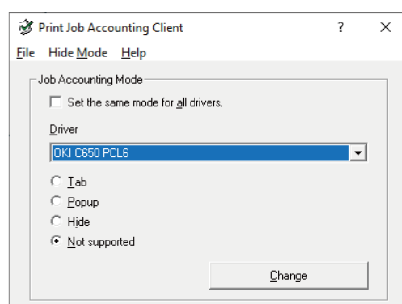 Print Job Accounting Client ? ×
File Hide Mode Help
Job Accounting Mode
Set the same mode for all drivers.
Driver
OKI C650 PCL6
Tab
Popup
Hide
Not supported
Change